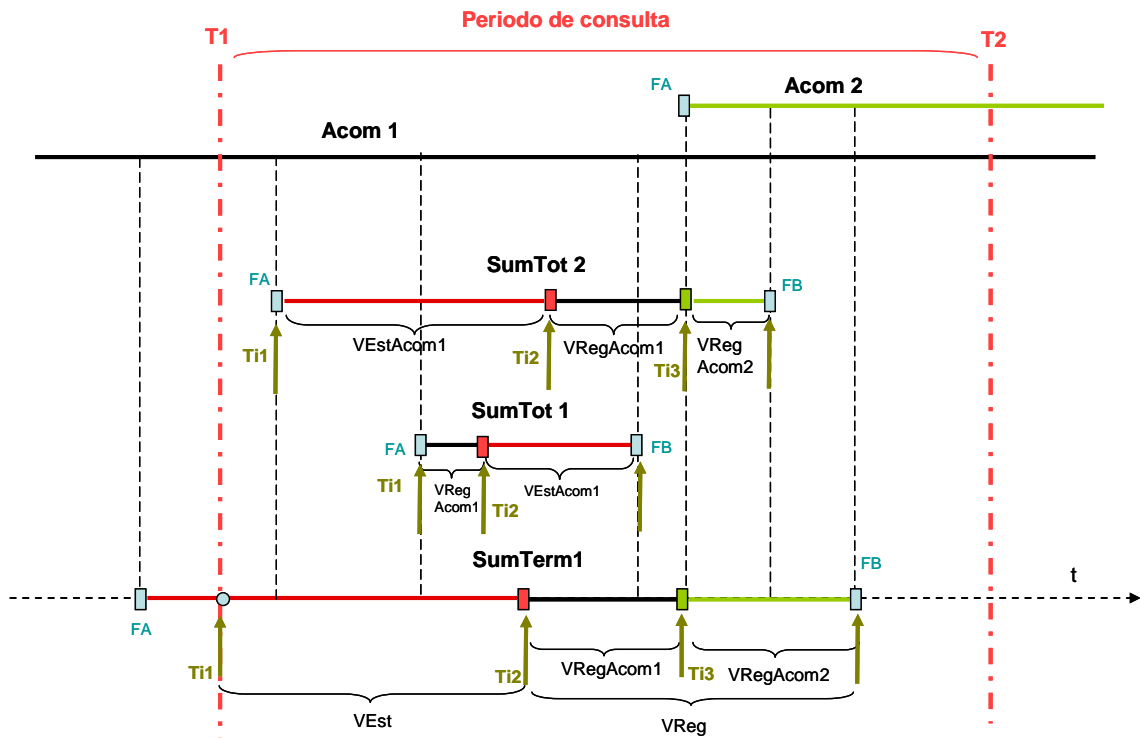 Periodo de consulta
T1
T2
FA
Acom 2
Acom 1
SumTot 2
FA
FB
VEstAcom1
VRegAcom1
VReg
Acom2
Ti1
Ti2
Ti3
SumTot 1
FA
FB
Ti1
VReg
Acom1
Ti2
VEstAcom1
SumTerm1
FB
t
FA
Ti1
Ti2
VRegAcom1
Ti3
VRegAcom2
VEst
VReg